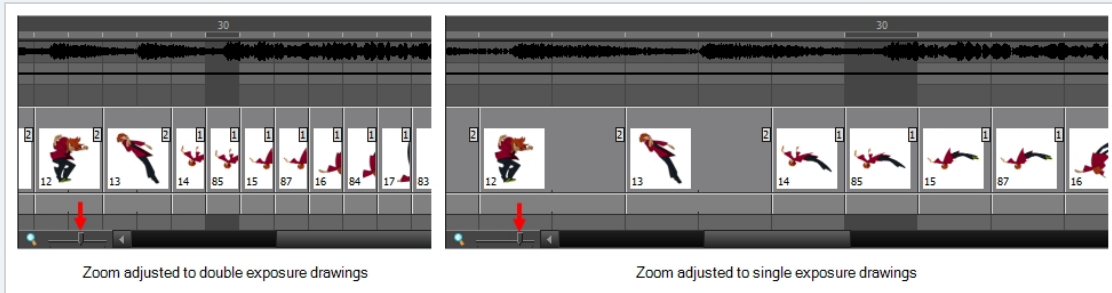 30
2 2 2 1 1 1 1 1 1 1
12 13 14 85 15 87 16 84 17 83
Zoom adjusted to double exposure drawings
30
2 2 2 1 1 1 1
12 13 14 85 15 87 16
Zoom adjusted to single exposure drawings